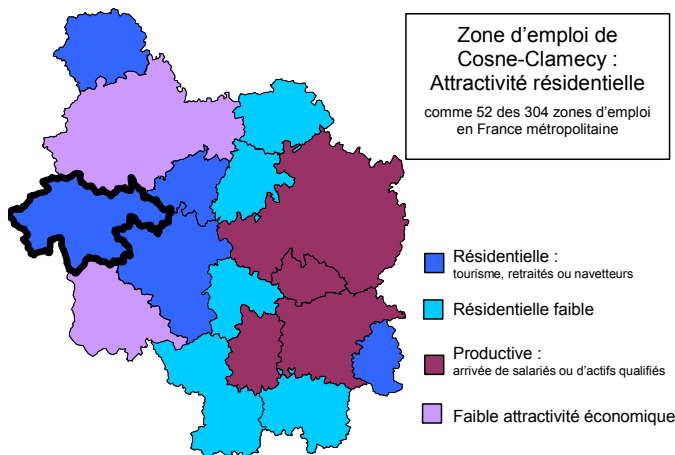 Zone d'emploi de
Cosne-Clamecy :
Attractivité résidentielle
comme 52 des 304 zones d'emploi
en France métropolitaine
Résidentielle :
tourisme, retraités ou navetteurs
Résidentielle faible
Productive :
arrivée de salariés ou d'actifs qualifiés
Faible attractivité économique